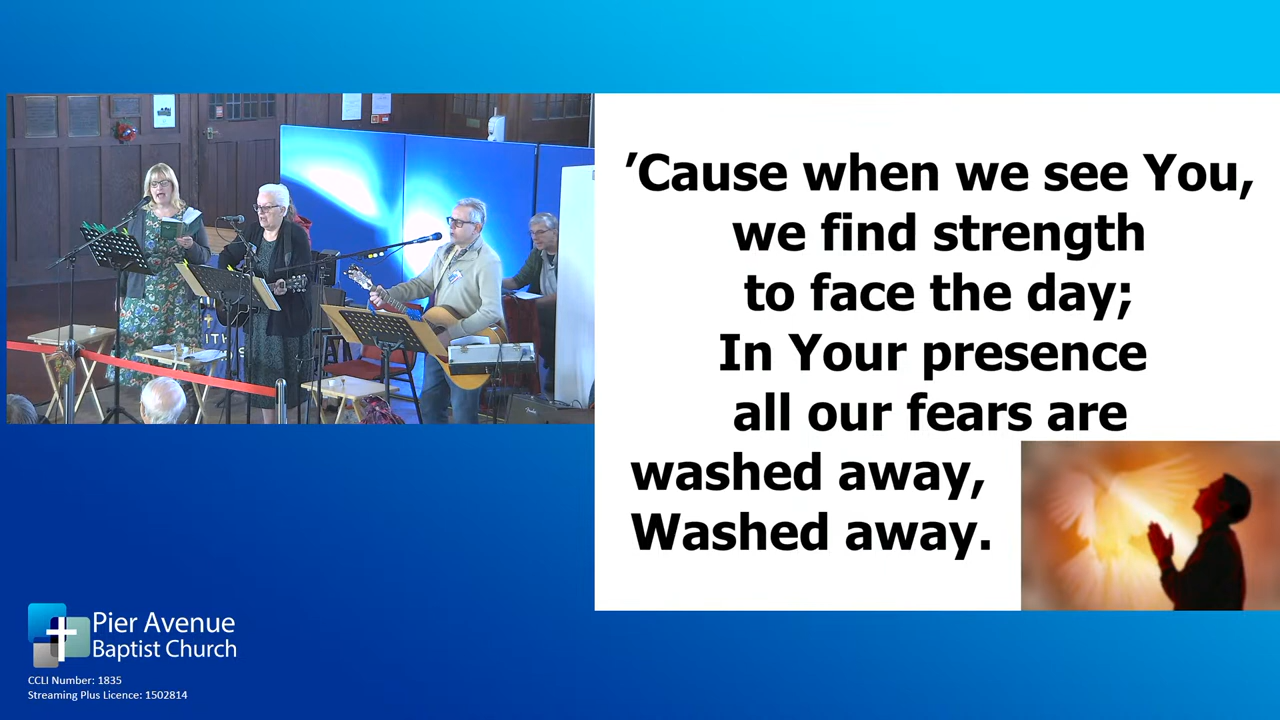 ’Cause when we see You,
we find strength
to face the day;
In Your presence
all our fears are
washed away,
Washed away.
Pier Avenue
Baptist Church
CCLI Number: 1835
Streaming Plus Licence: 1502814